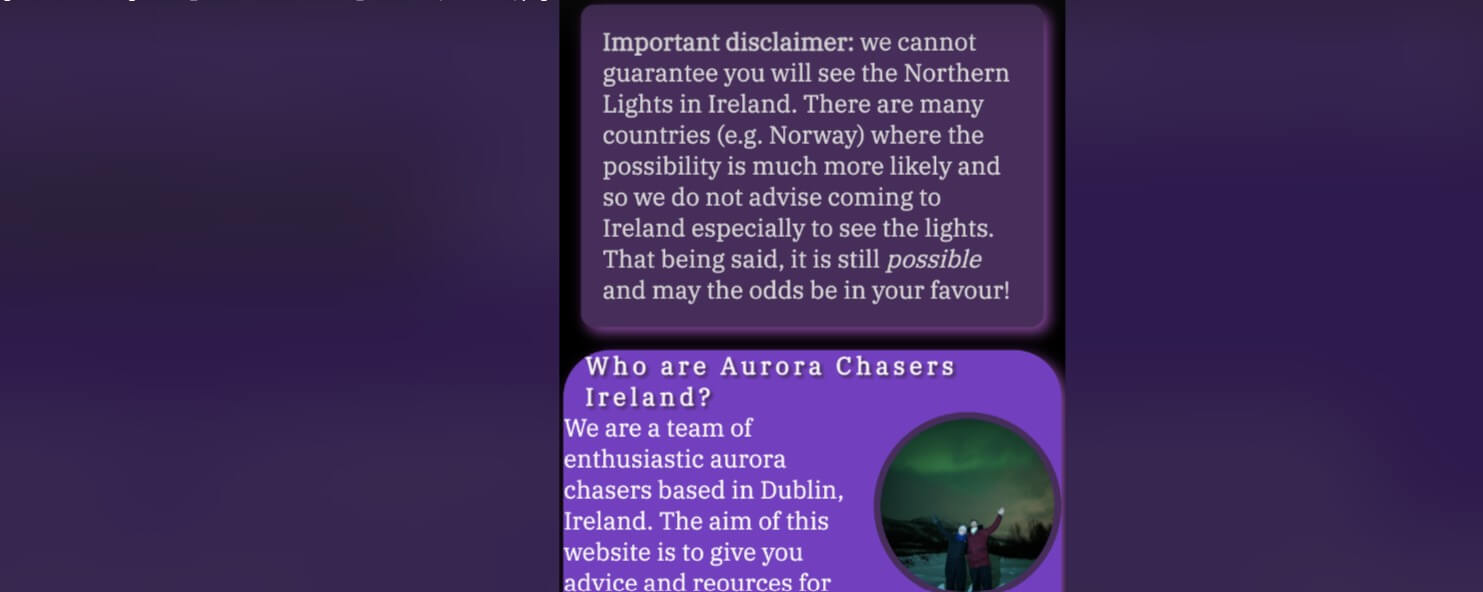 Important disclaimer: we cannot
guarantee you will see the Northern
Lights in Ireland. There are many
countries (e.g. Norway) where the
possibility is much more likely and
so we do not advise coming to
Ireland especially to see the lights.
That being said, it is still possible
and may the odds be in your favour!
Who are Aurora Chasers
Ireland?
We are a team of
enthusiastic aurora
chasers based in Dublin,
Ireland. The aim of this
website is to give you
advice and reources for